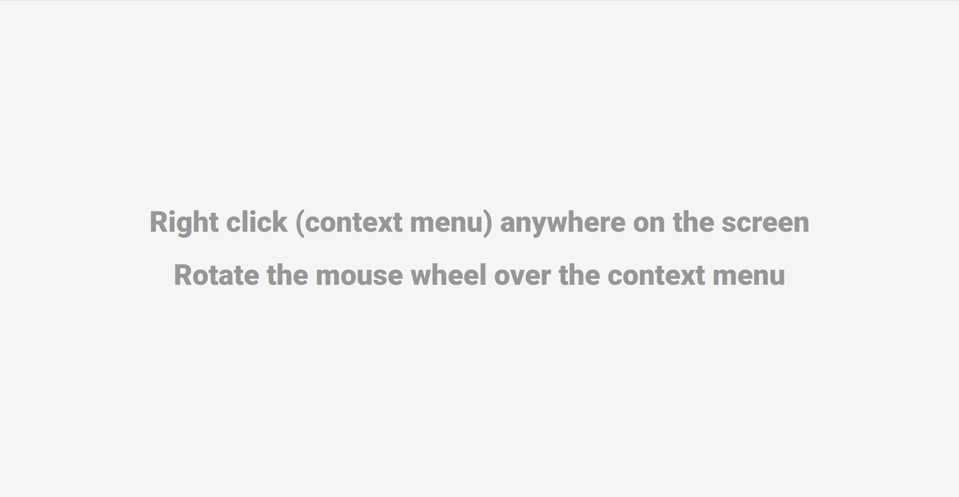 Right click (context menu) anywhere on the screen
Rotate the mouse wheel over the context menu